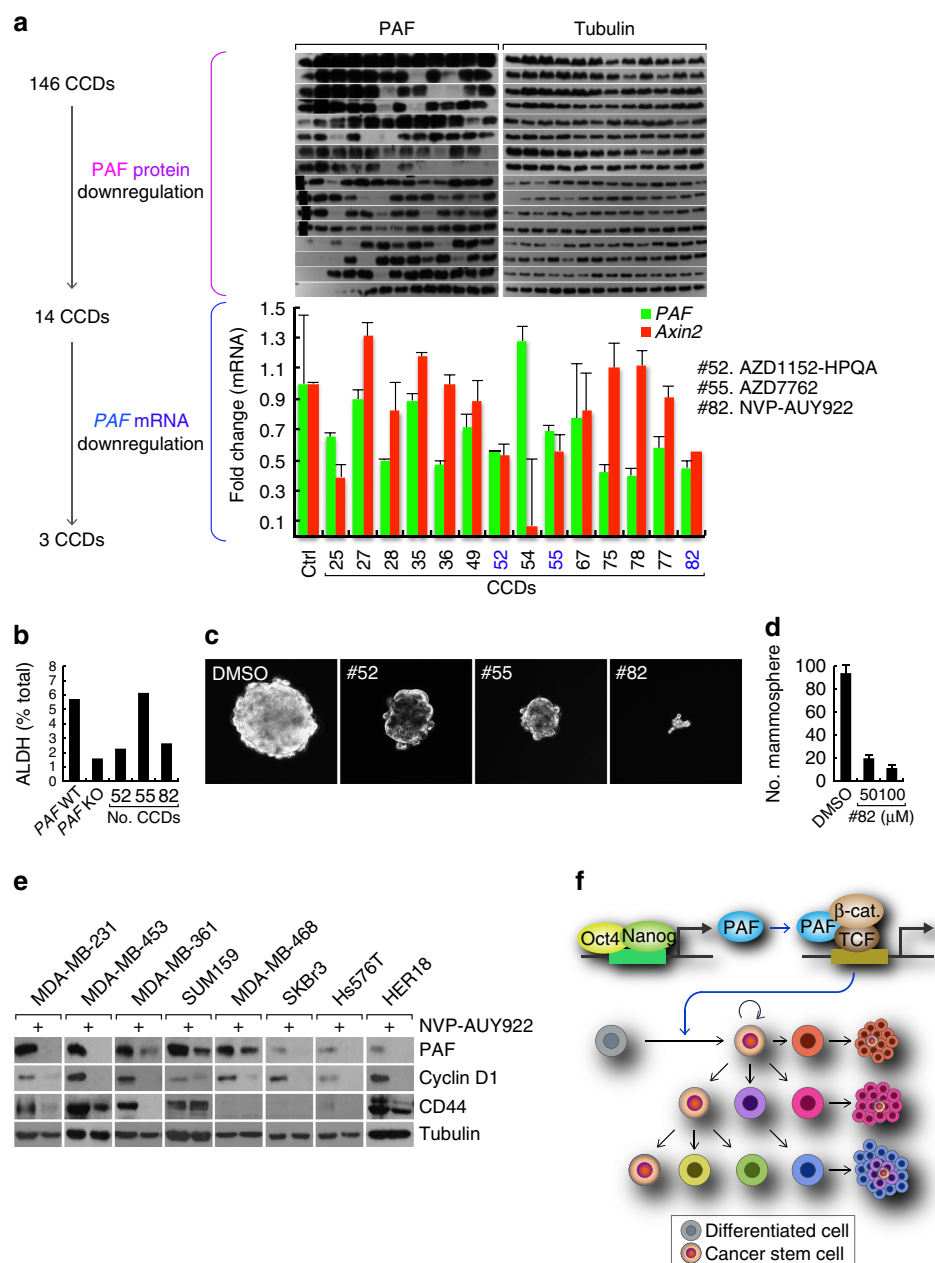 a
PAF Tubulin
146 CCDs
PAF protein
downregulation
14 CCDs
PAF mRNA
downregulation
3 CCDs
Fold change (mRNA)
1.5
1.3
1.1
0.9
0.7
0.5
0.3
0.1
PAF
Axin2
#52. AZD1152-HPQA
#55. AZD7762
#82. NVP-AUY922
Ctrl 25 27 28 35 36 49 52 54 55 67 75 78 77 82
CCDs
b
ALDH (% total)
8
7
6
5
4
3
2
1
0
PAF WT PAF KO 52 55 82
No. CCDs
c
DMSO #52 #55 #82
d
No. mammosphere
100
80
60
40
20
0
DMSO 50 100
#82 (μM)
e
MDA-MB-231 MDA-MB-453 MDA-MB-361 SUM159 MDA-MB-468 SKBr3 Hs576T HER18
+ + + + + + + + NVP-AUY922
PAF
Cyclin D1
CD44
Tubulin
f
Oct4 Nanog PAF PAF β-cat. TCF
Differentiated cell
Cancer stem cell